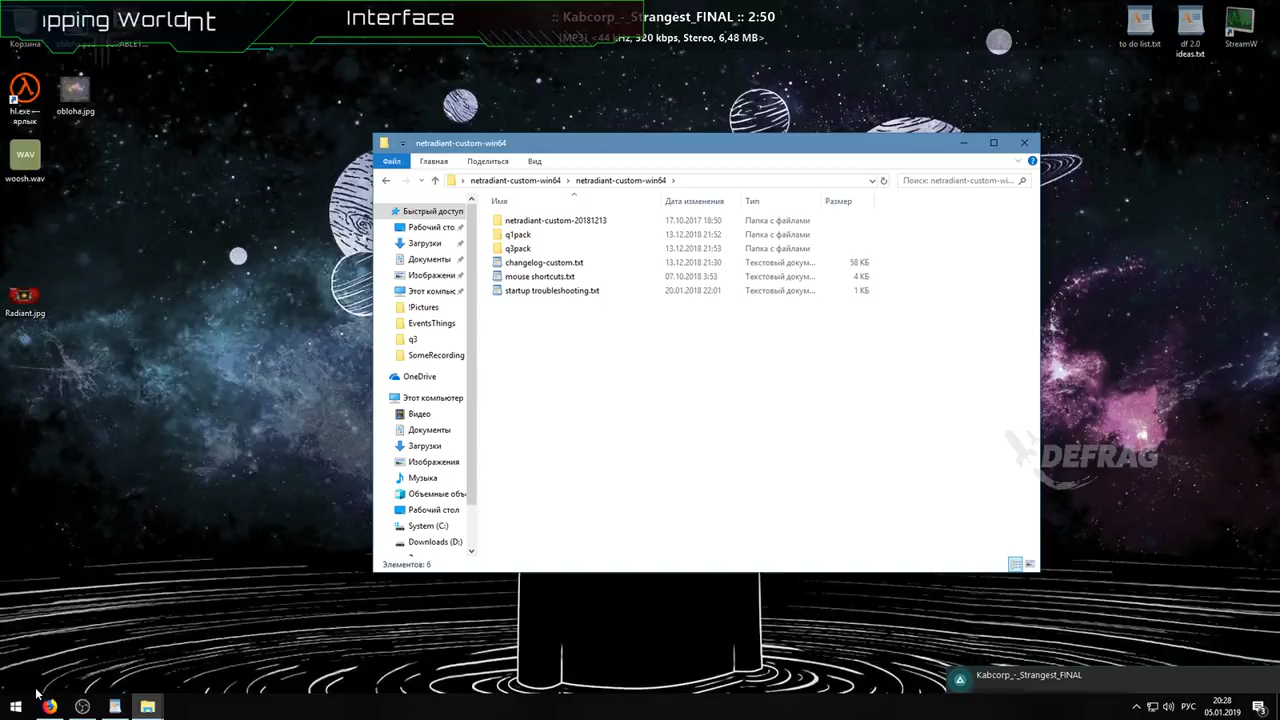 ipping World
nt
Interface
:: Kabcorp_-_Strangest_FINAL :: 2:50
[MP3] <44 kHz, 320 kbps, Stereo, 6,48 MB>
Корзина
obloha.psd
hl.exe —
ярлык
obloha.jpg
WAV
woosh.wav
Radiant.jpg
to do list.txt
df 2.0
ideas.txt
StreamW
netradiant-custom-win64
Файл
Главная
Поделиться
Вид
netradiant-custom-win64 > netradiant-custom-win64 >
Поиск: netradiant-custom-wi...
Имя
Дата изменения
Тип
Размер
netradiant-custom-20181213 17.10.2017 18:50 Папка с файлами
q1pack 13.12.2018 21:52 Папка с файлами
q3pack 13.12.2018 21:53 Папка с файлами
changelog-custom.txt 13.12.2018 21:30 Текстовый докум... 58 КБ
mouse shortcuts.txt 07.10.2018 3:53 Текстовый докум... 4 КБ
startup troubleshooting.txt 20.01.2018 22:01 Текстовый докум... 1 КБ
Быстрый доступ
Рабочий сто.
Загрузки
Документы
Изображени
Этот компьк
!Pictures
EventsThings
q3
SomeRecording
OneDrive
Этот компьютер
Видео
Документы
Загрузки
Изображения
Музыка
Объемные объ
Рабочий стол
System (C:)
Downloads (D:)
Элементов: 6
DEFRAG
Kabcorp_-_Strangest_FINAL
РУС
20:28
05.01.2019
3